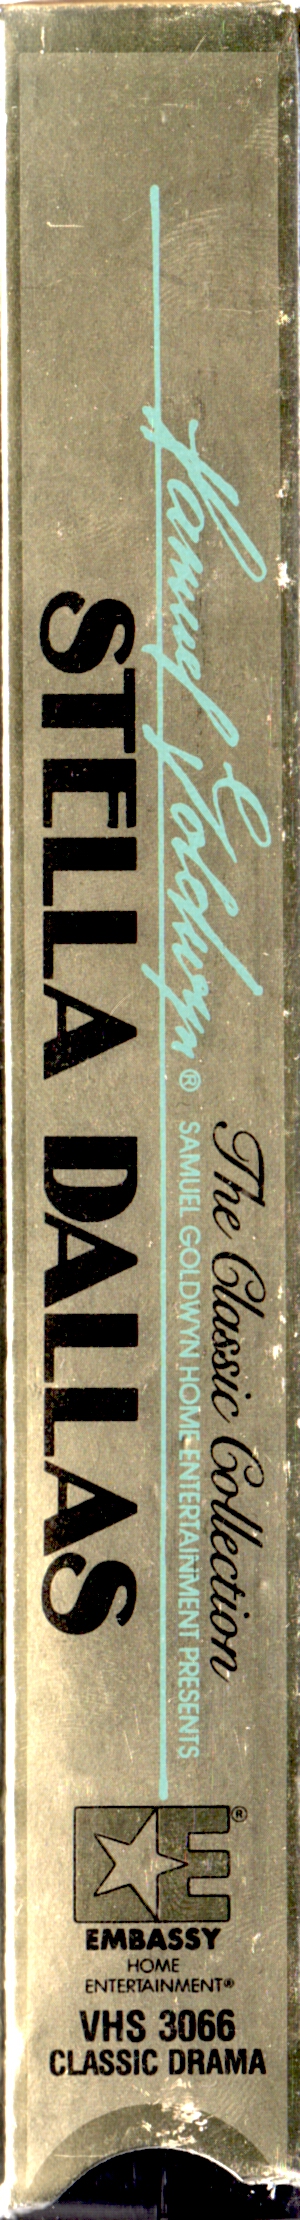 Samuel Goldwyn®
The Classic Collection
SAMUEL GOLDWYN HOME ENTERTAINMENT PRESENTS
STELLA DALLAS
E®
EMBASSY
HOME
ENTERTAINMENT®
VHS 3066
CLASSIC DRAMA